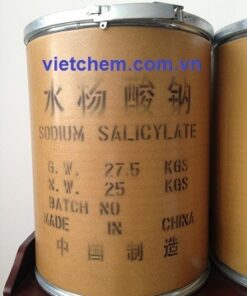 vietchem.com.vn
水杨酸钠
SODIUM SALICYLATE
G.W. 27.5 KGS
N.W. 25 KGS
BATCH NO
MADE IN CHINA
中国制造